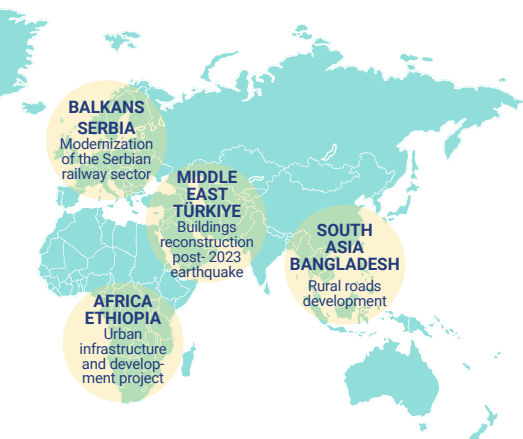 BALKANS
SERBIA
Modernization
of the Serbian
railway sector
MIDDLE
EAST
TÜRKIYE
Buildings
reconstruction
post- 2023
earthquake
SOUTH
ASIA
BANGLADESH
Rural roads
development
AFRICA
ETHIOPIA
Urban
infrastructure
and develop-
ment project